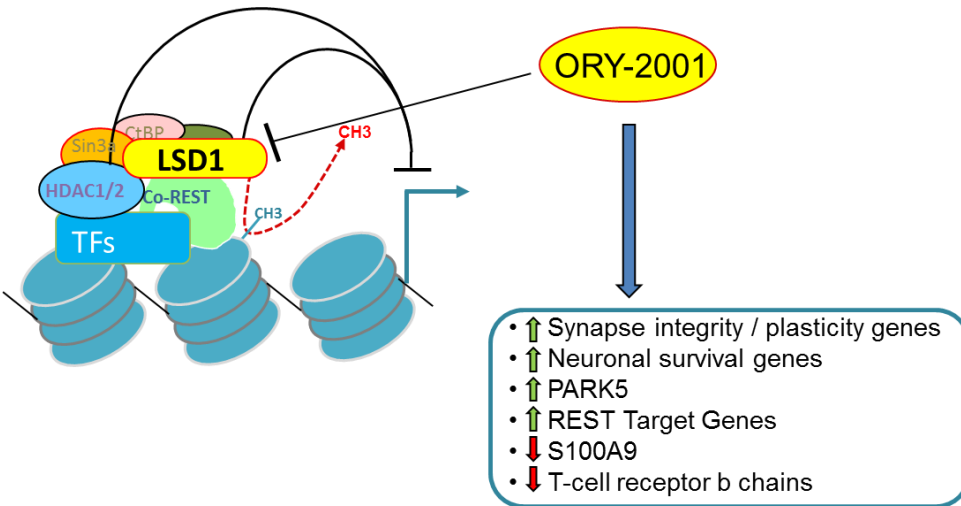 ORY-2001
CtBP
CH3
Sin3a
LSD1
HDAC1/2
Co-REST
CH3
TFs
• Synapse integrity / plasticity genes
• Neuronal survival genes
• PARK5
• REST Target Genes
• S100A9
• T-cell receptor b chains